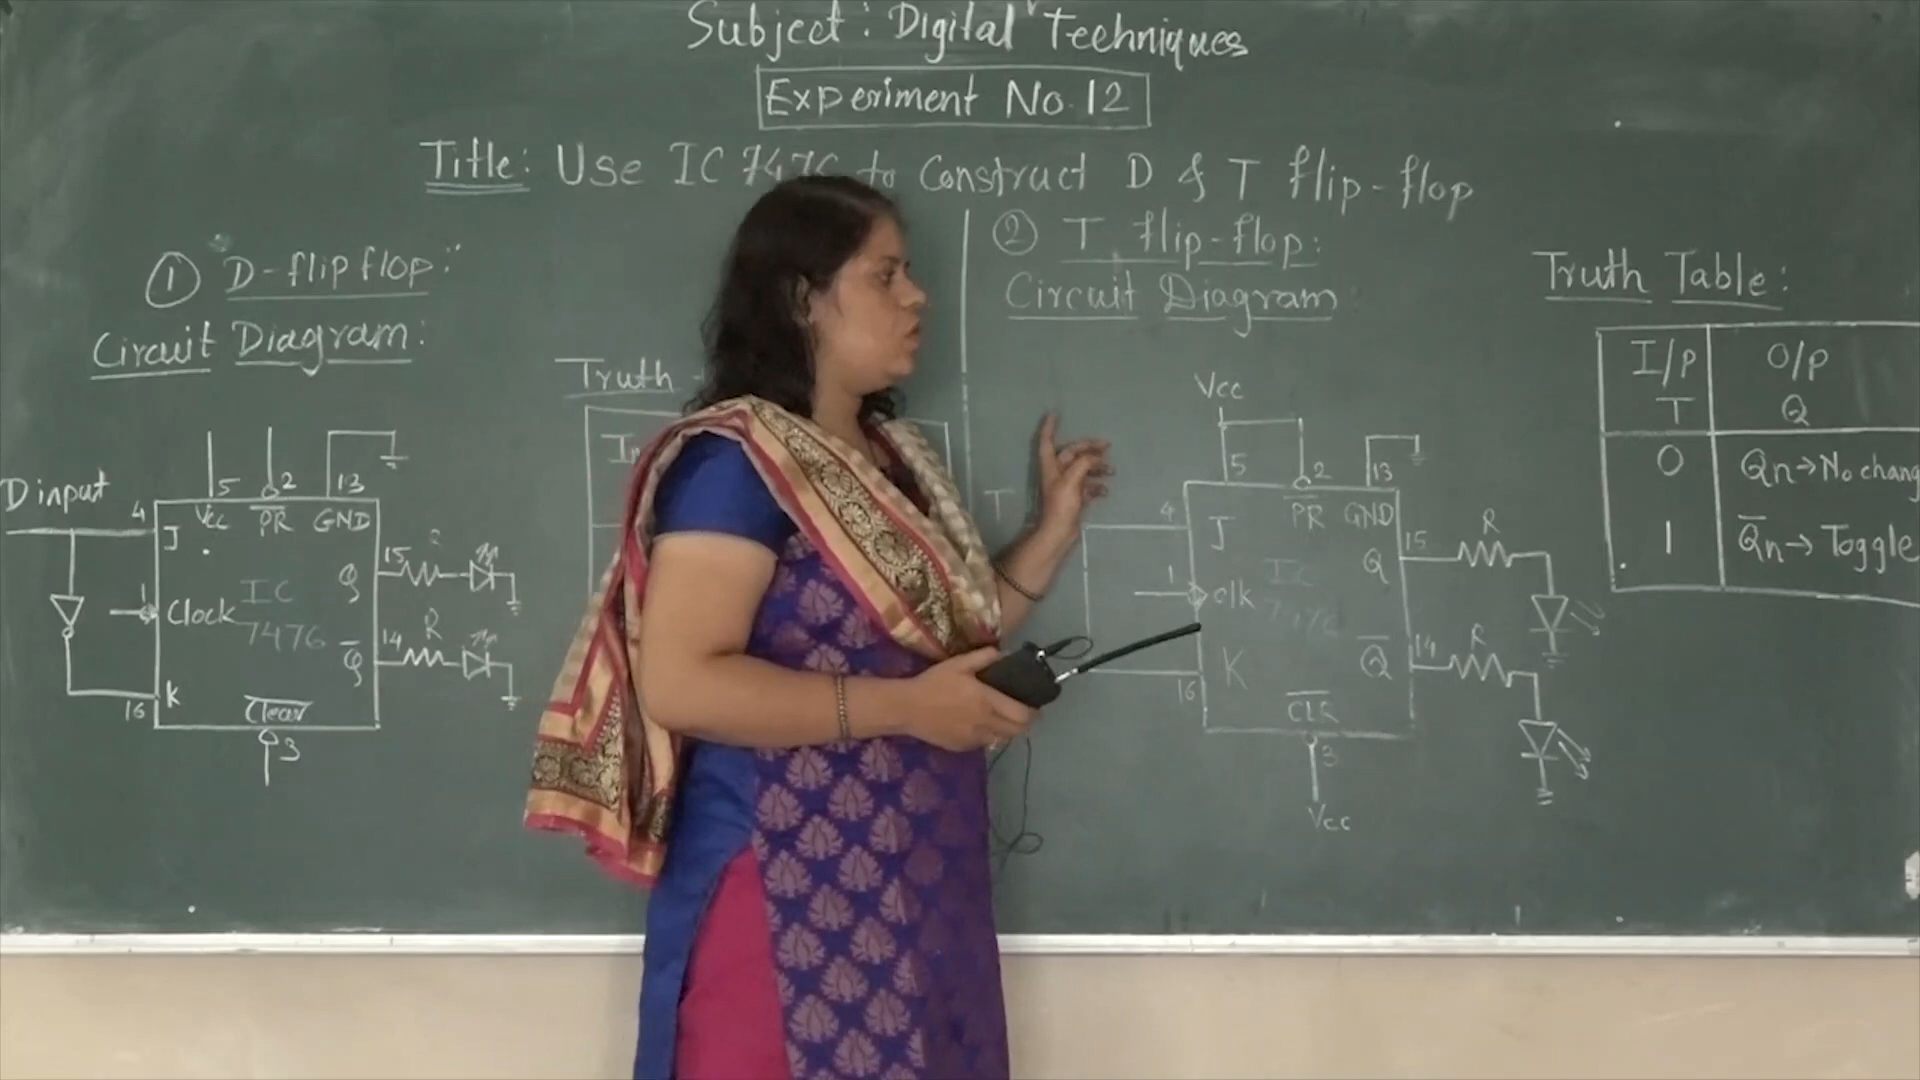 Subject: Digital Techniques
Experiment No. 12
Title: Use IC 7476 to Construct D & T flip-flop
① "D-flip flop:"
Circuit Diagram:
D input
4
5
2
13
Vcc
PR
GND
J
15
R
Q
1
Clock
IC
7476
14
R
Q
K
16
Clear
3
Truth
② T flip-flop:
Circuit Diagram
Vcc
5
2
13
T
4
PR
GND
J
15
R
Q
1
clk
IC
14
R
Q
K
16
CLR
3
Vcc
Truth Table:
I/P O/P
T Q
0 Qn→No chang
1 Q̅n→Toggle